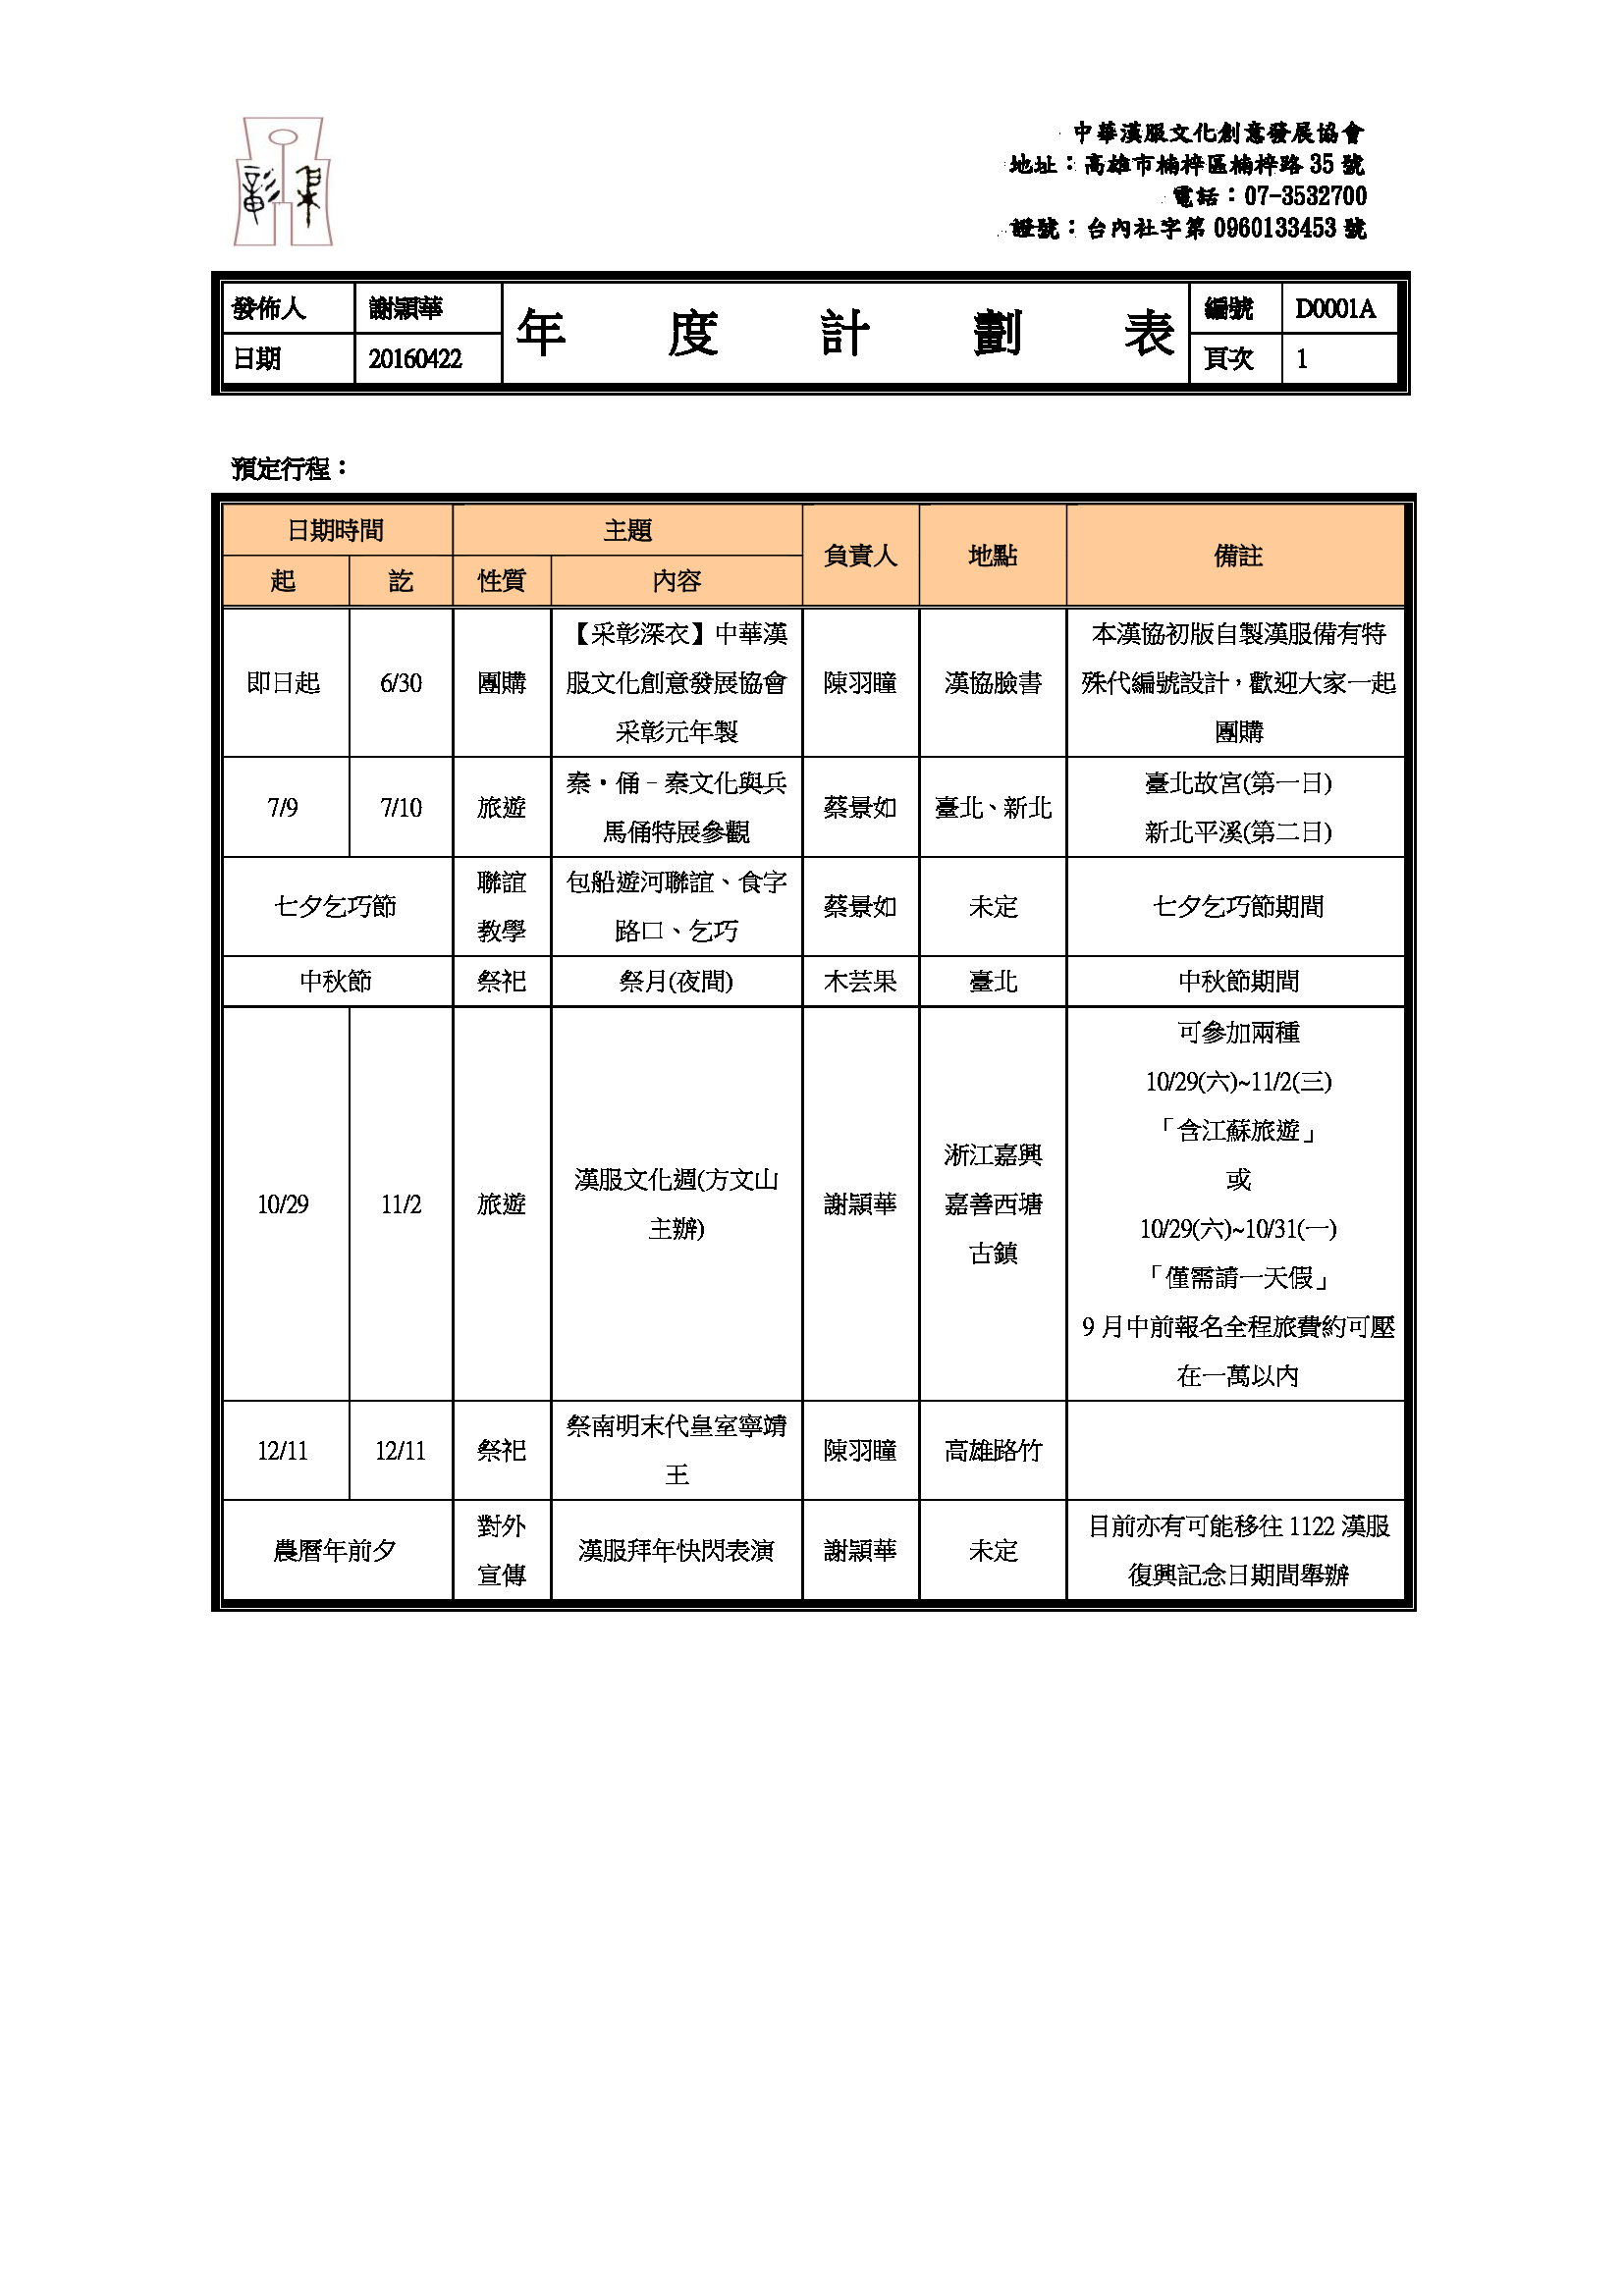 中華漢服文化創意發展協會
地址：高雄市楠梓區楠梓路 35 號
電話：07-3532700
證號：台內社字第 0960133453 號
發佈人 謝穎華 年度計劃表 編號 D0001A
日期 20160422 頁次 1
預定行程：
日期時間 主題 負責人 地點 備註
起 訖 性質 內容
即日起 6/30 團購
【采彰深衣】中華漢
服文化創意發展協會
采彰元年製
陳羽曈 漢協臉書
本漢協初版自製漢服備有特
殊代編號設計，歡迎大家一起
團購
7/9 7/10 旅遊
秦・俑–秦文化與兵
馬俑特展參觀
蔡景如 臺北、新北
臺北故宮(第一日)
新北平溪(第二日)
七夕乞巧節
聯誼
教學
包船遊河聯誼、食字
路口、乞巧
蔡景如 未定 七夕乞巧節期間
中秋節 祭祀 祭月(夜間) 木芸果 臺北 中秋節期間
10/29 11/2 旅遊
漢服文化週(方文山
主辦)
謝穎華
浙江嘉興
嘉善西塘
古鎮
可參加兩種
10/29(六)~11/2(三)
「含江蘇旅遊」
或
10/29(六)~10/31(一)
「僅需請一天假」
9 月中前報名全程旅費約可壓
在一萬以內
12/11 12/11 祭祀
祭南明末代皇室寧靖
王
陳羽曈 高雄路竹
農曆年前夕
對外
宣傳
漢服拜年快閃表演 謝穎華 未定
目前亦有可能移往 1122 漢服
復興記念日期間舉辦